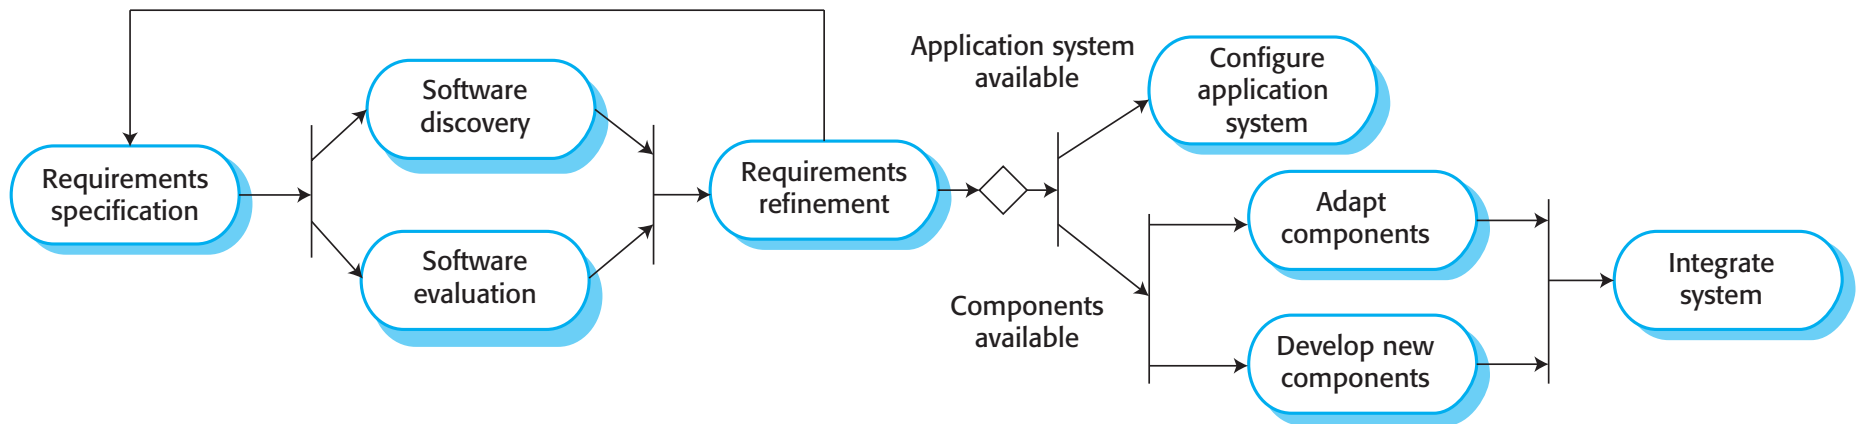 Requirements
specification
Software
discovery
Software
evaluation
Requirements
refinement
Application system
available
Configure
application
system
Components
available
Adapt
components
Develop new
components
Integrate
system